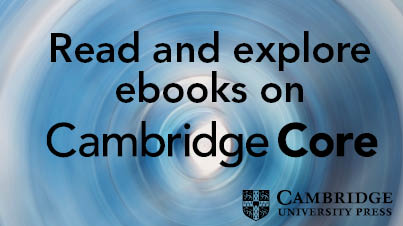 Read and explore
ebooks on
Cambridge Core
CAMBRIDGE
UNIVERSITY PRESS